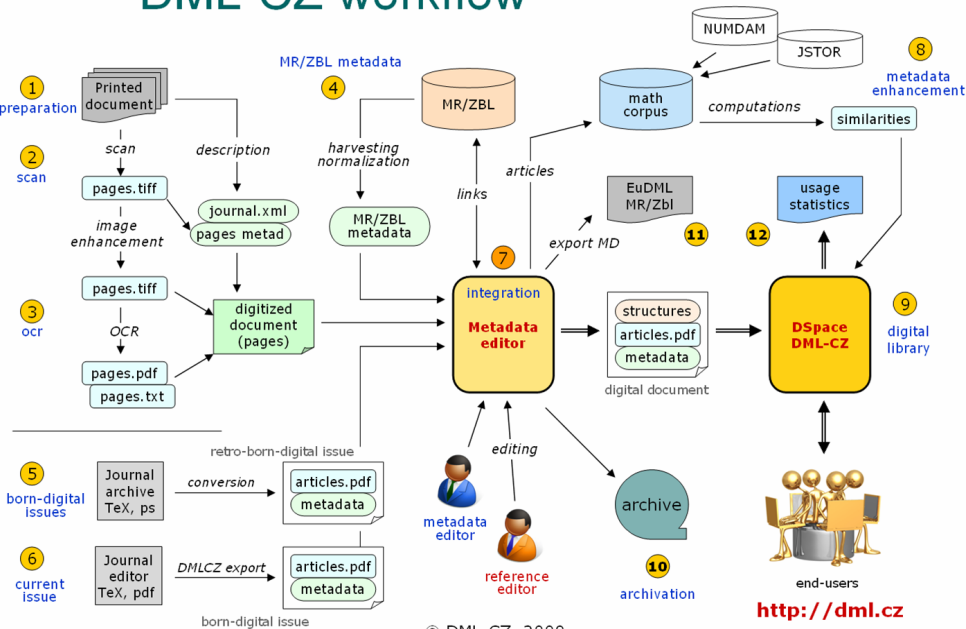 DML-CZ workflow
NUMDAM
JSTOR
8
metadata
enhancement
MR/ZBL metadata
4
1
preparation
Printed
document
MR/ZBL
math
corpus
computations
similarities
2
scan
scan
description
harvesting
normalization
articles
links
pages.tiff
journal.xml
pages metad
MR/ZBL
metadata
EuDML
MR/Zbl
usage
statistics
11
12
image
enhancement
export MD
7
integration
Metadata
editor
pages.tiff
3
ocr
OCR
digitized
document
(pages)
structures
articles.pdf
metadata
digital document
DSpace
DML-CZ
9
digital
library
pages.pdf
pages.txt
retro-born-digital issue
5
born-digital
issues
Journal
archive
TeX, ps
conversion
articles.pdf
metadata
editing
metadata
editor
reference
editor
archive
10
archivation
6
current
issue
Journal
editor
TeX, pdf
DMLCZ export
articles.pdf
metadata
born-digital issue
end-users
http://dml.cz
© DML-CZ, 2009